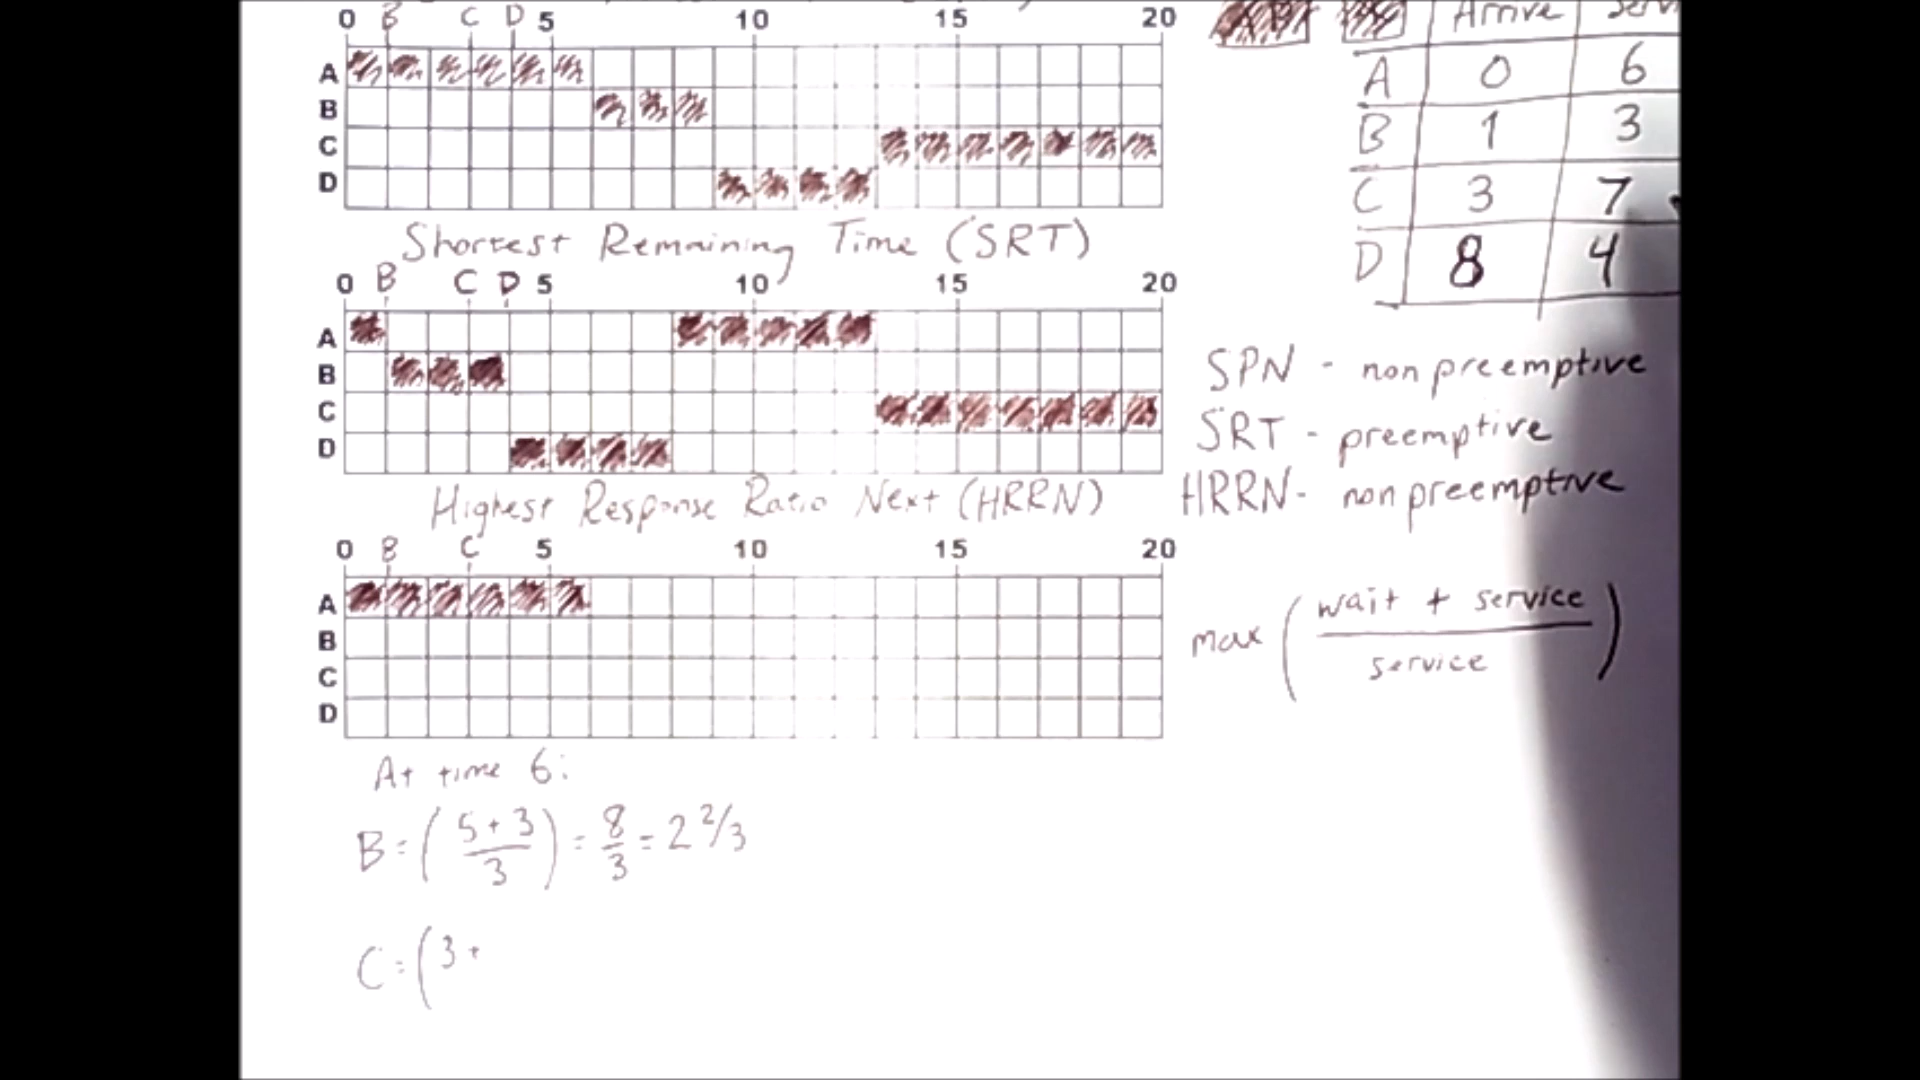 0 B C D 5 10 15 20
A
B
C
D
Shortest Remaining Time (SRT)
0 B C D 5 10 15 20
A
B
C
D
Highest Response Ratio Next (HRRN)
0 B C 5 10 15 20
A
B
C
D
At time 6:
B = (5 + 3 / 3) = 8/3 = 2 2/3
C = (3 +
Arrive
A 0 6
B 1 3
C 3 7
D 8 4
SPN - nonpreemptive
SRT - preemptive
HRRN - nonpreemptive
max (wait + service / service)